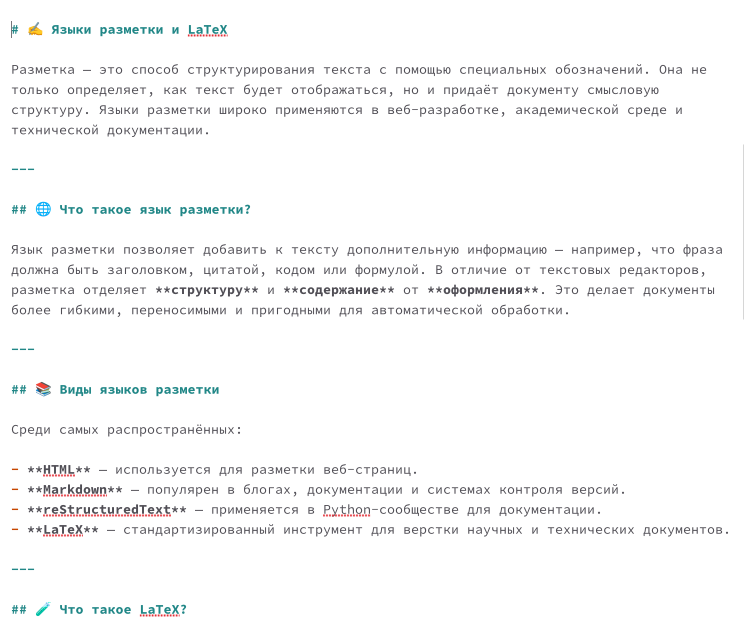 # ✍️ Языки разметки и LaTeX
Разметка — это способ структурирования текста с помощью специальных обозначений. Она не
только определяет, как текст будет отображаться, но и придаёт документу смысловую
структуру. Языки разметки широко применяются в веб-разработке, академической среде и
технической документации.
---
## 🌐 Что такое язык разметки?
Язык разметки позволяет добавить к тексту дополнительную информацию — например, что фраза
должна быть заголовком, цитатой, кодом или формулой. В отличие от текстовых редакторов,
разметка отделяет **структуру** и **содержание** от **оформления**. Это делает документы
более гибкими, переносимыми и пригодными для автоматической обработки.
---
## 📚 Виды языков разметки
Среди самых распространённых:
- **HTML** — используется для разметки веб-страниц.
- **Markdown** — популярен в блогах, документации и системах контроля версий.
- **reStructuredText** — применяется в Python-сообществе для документации.
- **LaTeX** — стандартизированный инструмент для верстки научных и технических документов.
---
## 🧪 Что такое LaTeX?